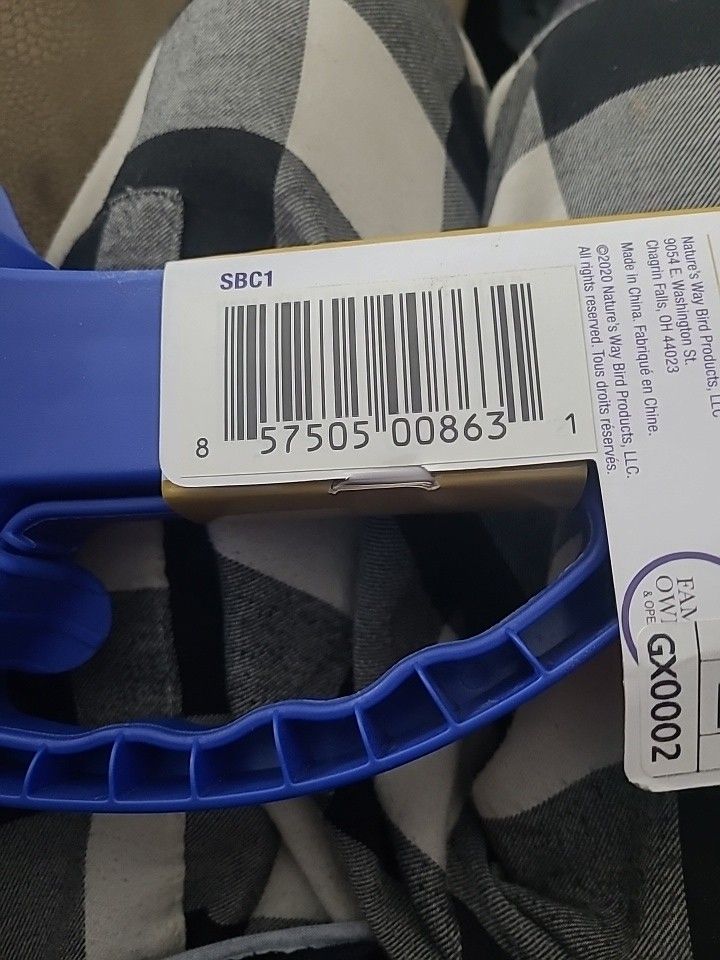 SBC1
8 57505 00863 1
Nature's Way Bird Products, LLC
9054 E. Washington St.
Chagrin Falls, OH 44023
Made in China. Fabriqué en Chine.
©2020 Nature's Way Bird Products, LLC.
All rights reserved. Tous droits réservés.
& OPE
GX0002